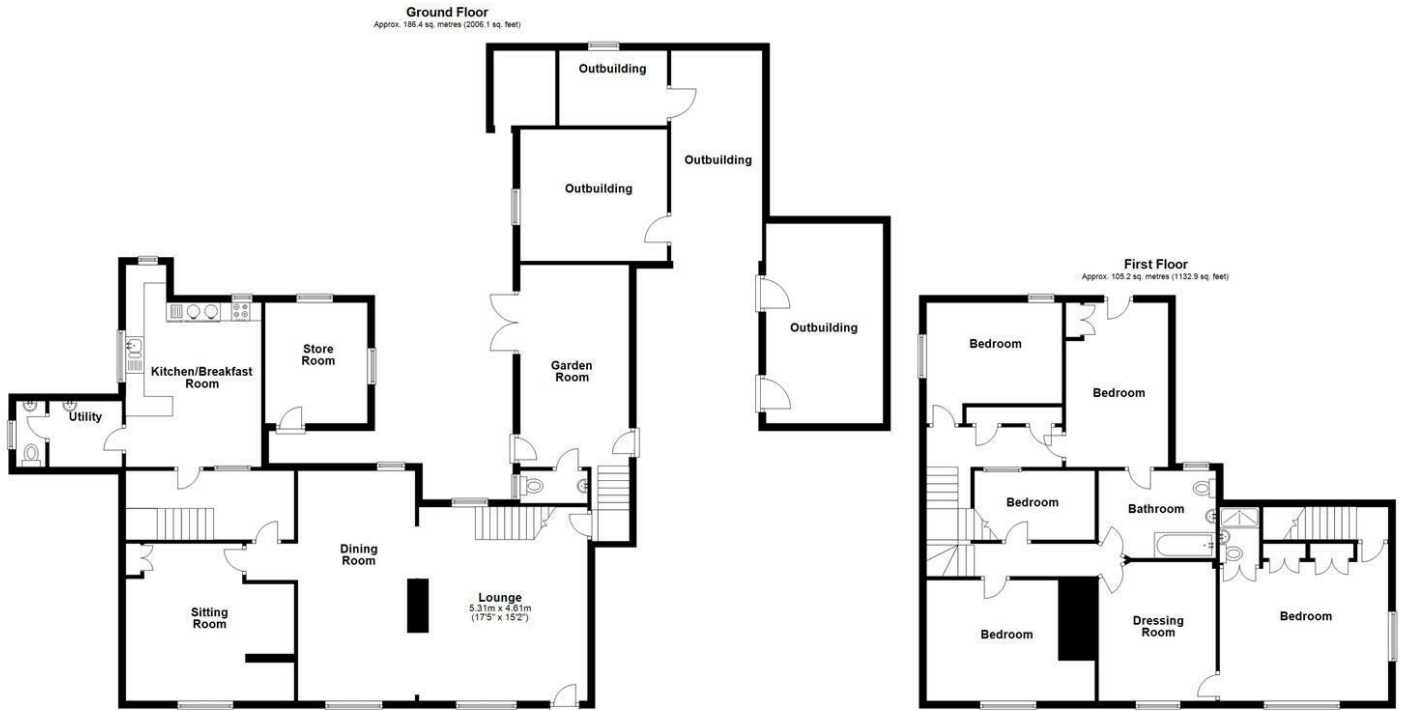 Ground Floor
Approx. 186.4 sq. metres (2006.1 sq. feet)
Outbuilding
Outbuilding
Outbuilding
Outbuilding
Store
Room
Kitchen/Breakfast
Room
Garden
Room
Utility
Dining
Room
Lounge
5.31m x 4.61m
(17'5" x 15'2")
Sitting
Room
First Floor
Approx. 105.2 sq. metres (1132.9 sq. feet)
Bedroom
Bedroom
Bedroom
Bathroom
Bedroom
Dressing
Room
Bedroom